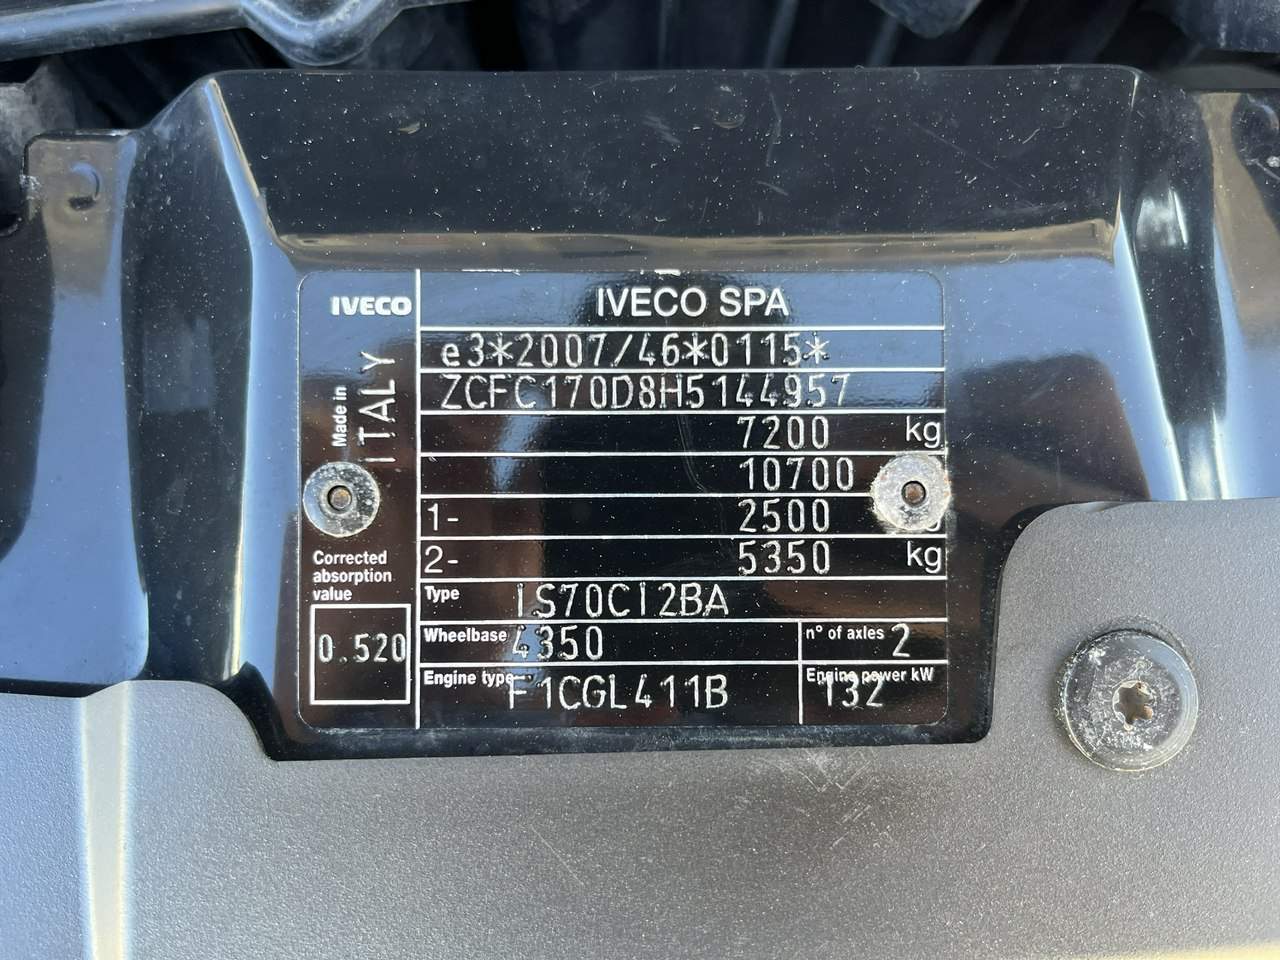 IVECO
IVECO SPA
Made in
ITALY
e3*2007/46*0115*
ZCFC170D8H5144957
7200 kg
10700
1- 2500
2- 5350 kg
Corrected
absorption
value
0.520
Type IS70CI2BA
Wheelbase 4350
n° of axles 2
Engine type F1CGL411B
Engine power kW 132